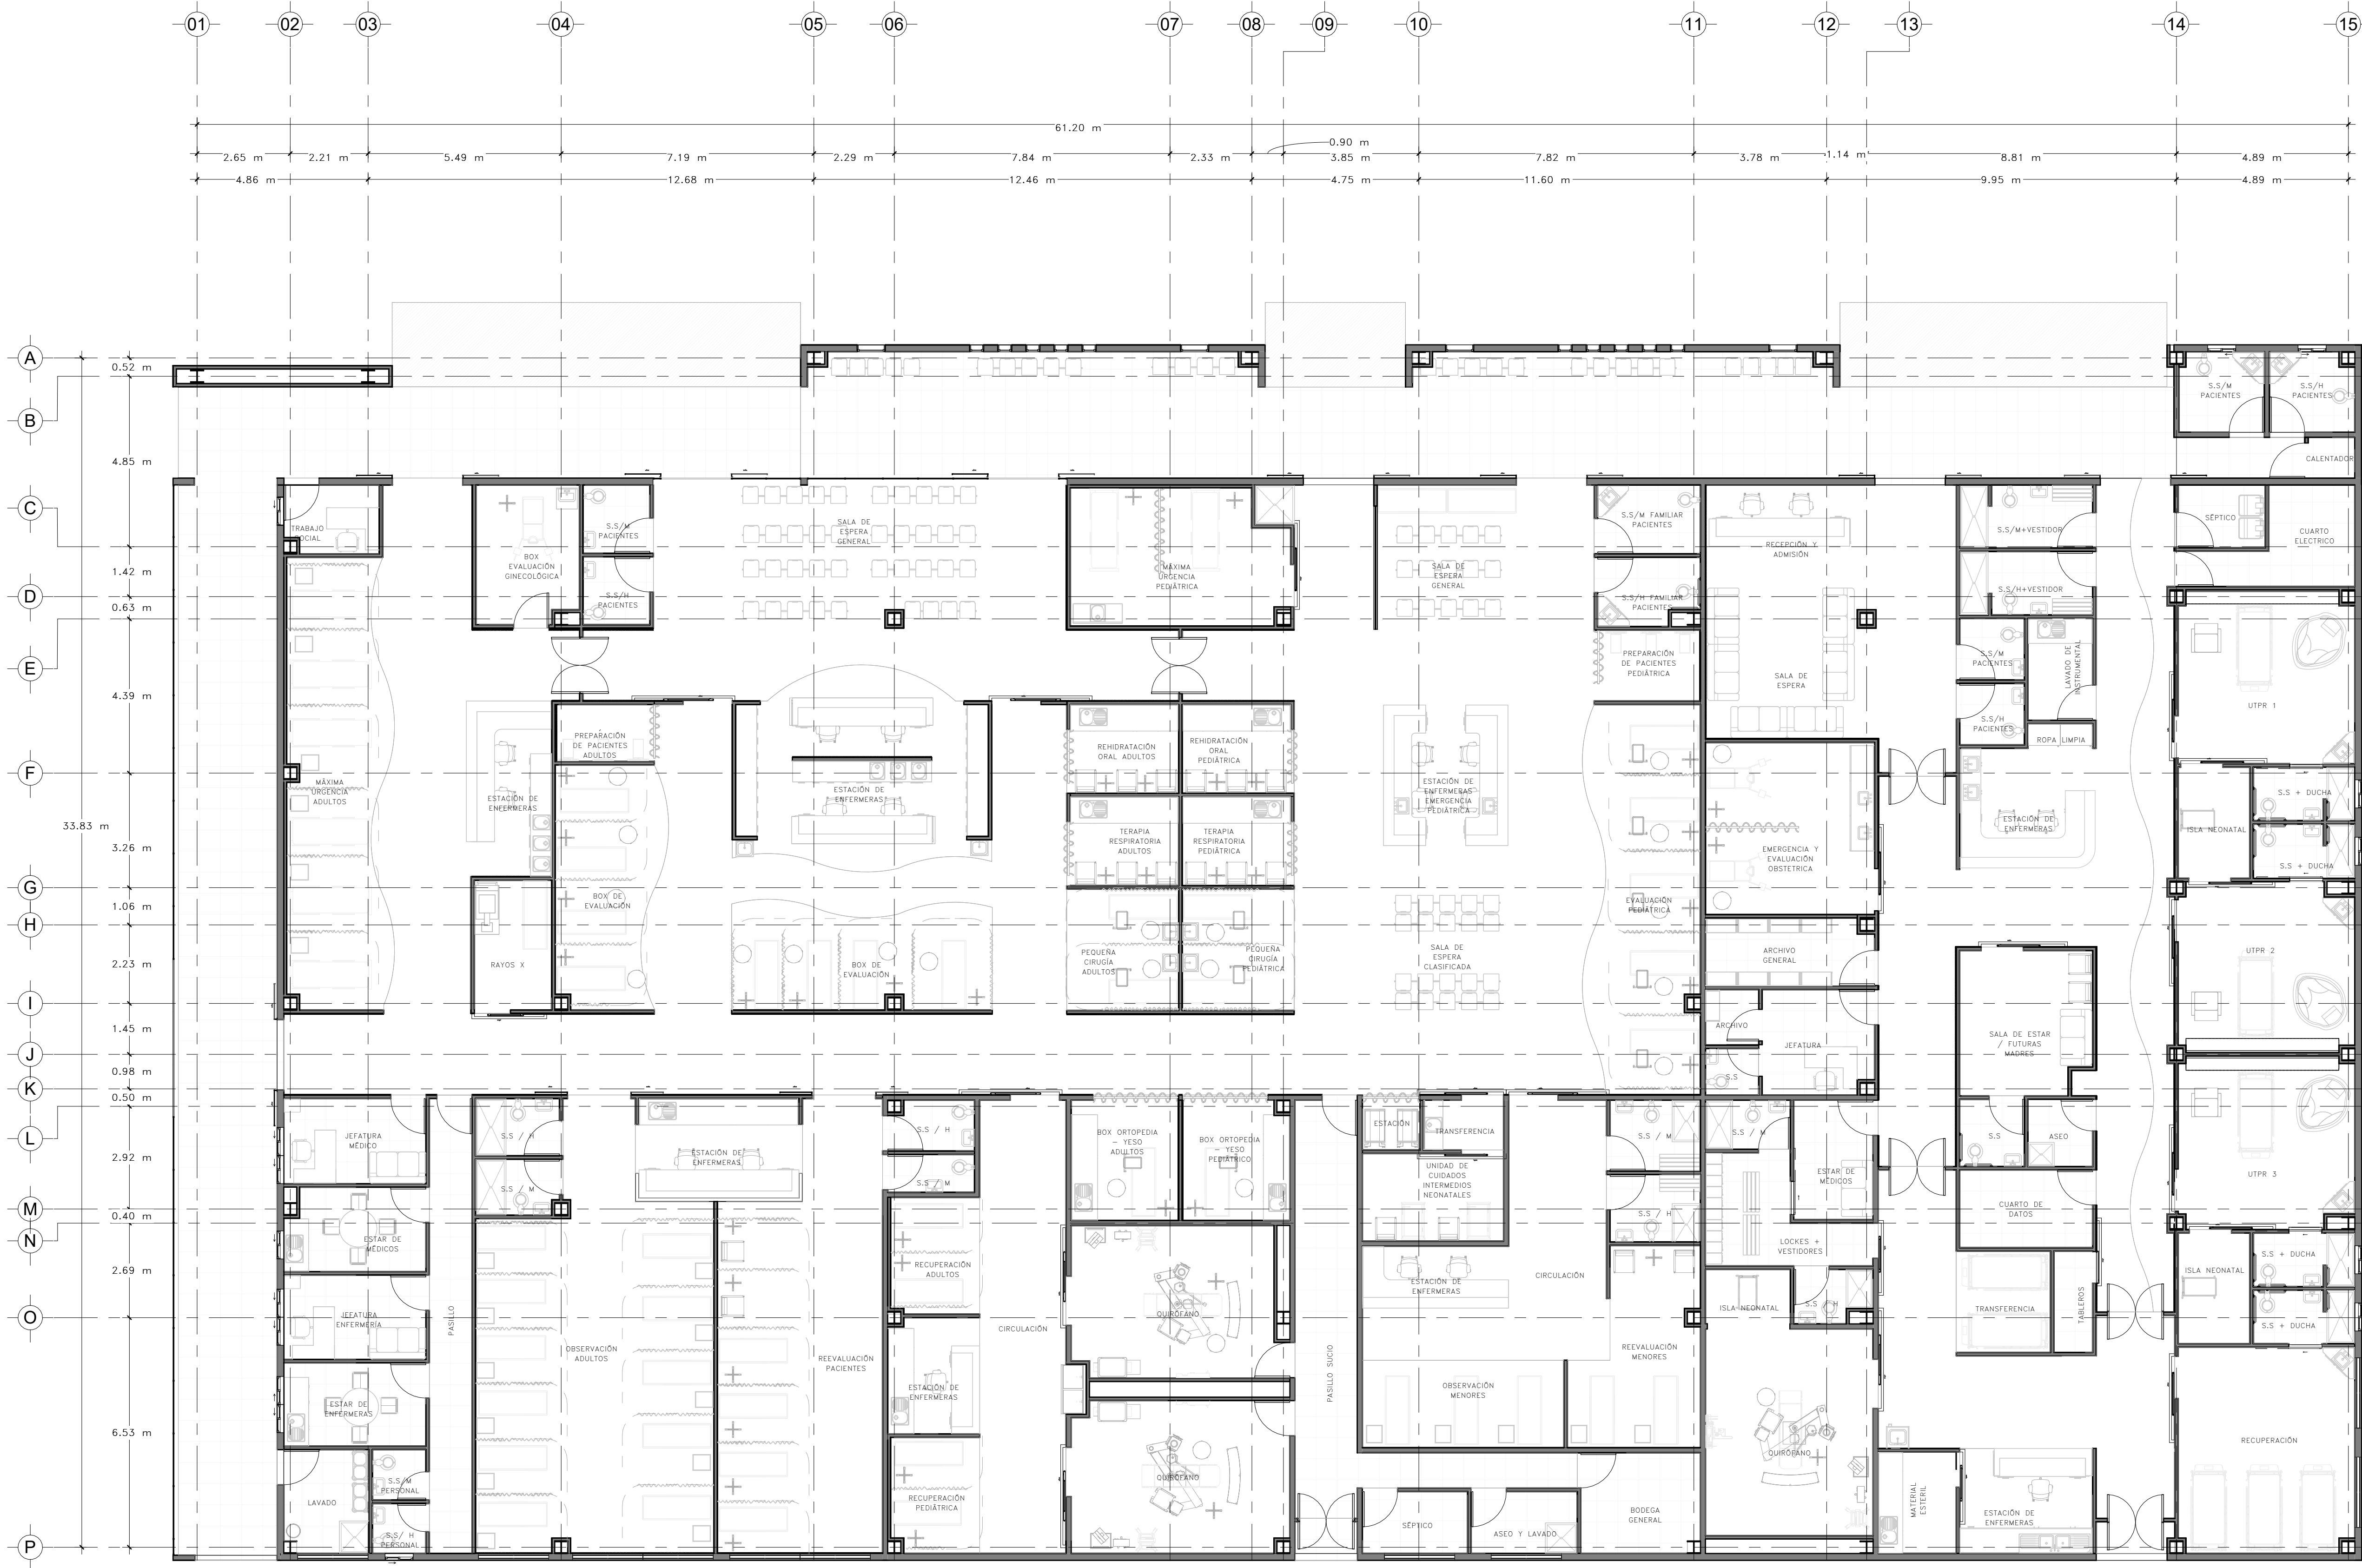 01
02
03
04
05
06
07
08
09
10
11
12
13
14
15
61.20 m
0.90 m
2.65 m
2.21 m
5.49 m
7.19 m
2.29 m
7.84 m
2.33 m
3.85 m
7.82 m
3.78 m
1.14 m
8.81 m
4.89 m
4.86 m
12.68 m
12.46 m
4.75 m
11.60 m
9.95 m
4.89 m
A
B
C
D
E
F
G
H
I
J
K
L
M
N
O
P
0.52 m
4.85 m
1.42 m
0.63 m
4.39 m
33.83 m
3.26 m
1.06 m
2.23 m
1.45 m
0.98 m
0.50 m
2.92 m
0.40 m
2.69 m
6.53 m
S.S/M
PACIENTES
S.S/H
PACIENTES
CALENTADOR
TRABAJO
SOCIAL
BOX
EVALUACIÓN
GINECOLÓGICA
S.S/M
PACIENTES
S.S/H
PACIENTES
SALA DE
ESPERA
GENERAL
MÁXIMA
URGENCIA
PEDIÁTRICA
SALA DE
ESPERA
GENERAL
S.S/M FAMILIAR
PACIENTES
S.S/H FAMILIAR
PACIENTES
RECEPCIÓN Y
ADMISIÓN
S.S/M+VESTIDOR
S.S/H+VESTIDOR
SÉPTICO
CUARTO
ELECTRICO
PREPARACIÓN
DE PACIENTES
PEDIÁTRICA
SALA DE
ESPERA
S.S/M
PACIENTES
S.S/H
PACIENTES
LAVADO DE
INSTRUMENTAL
ROPA LIMPIA
UTPR 1
MÁXIMA
URGENCIA
ADULTOS
ESTACIÓN DE
ENFERMERAS
PREPARACIÓN
DE PACIENTES
ADULTOS
ESTACIÓN DE
ENFERMERAS
REHIDRATACIÓN
ORAL ADULTOS
REHIDRATACIÓN
ORAL
PEDIÁTRICA
TERAPIA
RESPIRATORIA
ADULTOS
TERAPIA
RESPIRATORIA
PEDIÁTRICA
ESTACIÓN DE
ENFERMERAS
EMERGENCIA
PEDIÁTRICA
EMERGENCIA Y
EVALUACIÓN
OBSTETRICA
ESTACIÓN DE
ENFERMERAS
ISLA NEONATAL
S.S + DUCHA
S.S + DUCHA
BOX DE
EVALUACIÓN
RAYOS X
BOX DE
EVALUACIÓN
PEQUEÑA
CIRUGÍA
ADULTOS
PEQUEÑA
CIRUGÍA
PEDIÁTRICA
SALA DE
ESPERA
CLASIFICADA
EVALUACIÓN
PEDIÁTRICA
ARCHIVO
GENERAL
UTPR 2
ARCHIVO
JEFATURA
S.S
SALA DE ESTAR
/ FUTURAS
MADRES
JEFATURA
MÉDICO
S.S / H
S.S / M
ESTACIÓN DE
ENFERMERAS
S.S / H
S.S / M
BOX ORTOPEDIA
– YESO
ADULTOS
BOX ORTOPEDIA
– YESO
PEDIÁTRICO
ESTACIÓN
TRANSFERENCIA
UNIDAD DE
CUIDADOS
INTERMEDIOS
NEONATALES
S.S / M
S.S / H
S.S / M
ESTAR DE
MÉDICOS
S.S
ASEO
UTPR 3
ESTAR DE
MÉDICOS
RECUPERACIÓN
ADULTOS
CIRCULACIÓN
LOCKES +
VESTIDORES
CUARTO DE
DATOS
ISLA NEONATAL
S.S + DUCHA
S.S + DUCHA
JEFATURA
ENFERMERÍA
PASILLO
OBSERVACIÓN
ADULTOS
REEVALUACIÓN
PACIENTES
CIRCULACIÓN
QUIRÓFANO
PASILLO SUCIO
ESTACIÓN DE
ENFERMERAS
REEVALUACIÓN
MENORES
ISLA NEONATAL
S.S / H
TRANSFERENCIA
TABLEROS
ESTAR DE
ENFERMERAS
ESTACIÓN DE
ENFERMERAS
OBSERVACIÓN
MENORES
RECUPERACIÓN
LAVADO
S.S/M
PERSONAL
S.S/ H
PERSONAL
RECUPERACIÓN
PEDIÁTRICA
QUIRÓFANO
SÉPTICO
ASEO Y LAVADO
BODEGA
GENERAL
QUIRÓFANO
MATERIAL
ESTERIL
ESTACIÓN DE
ENFERMERAS